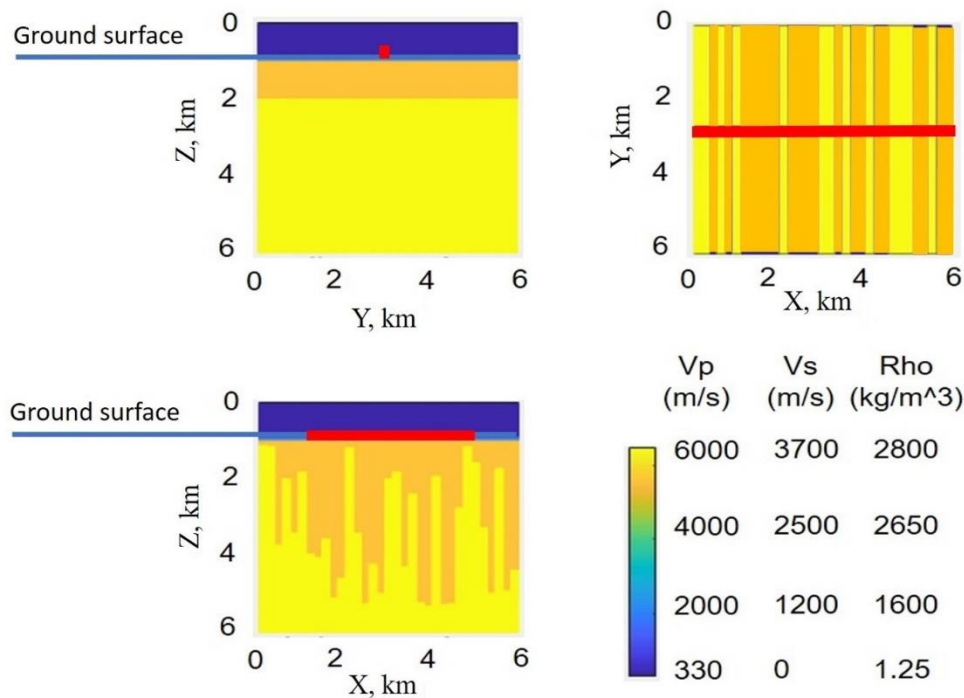 Ground surface
0
2
4
6
Z, km
0 2 4 6
Y, km
0
2
4
6
Y, km
0 2 4 6
X, km
Ground surface
0
2
4
6
Z, km
0 2 4 6
X, km
Vp Vs Rho
(m/s) (m/s) (kg/m^3)
6000 3700 2800
4000 2500 2650
2000 1200 1600
330 0 1.25